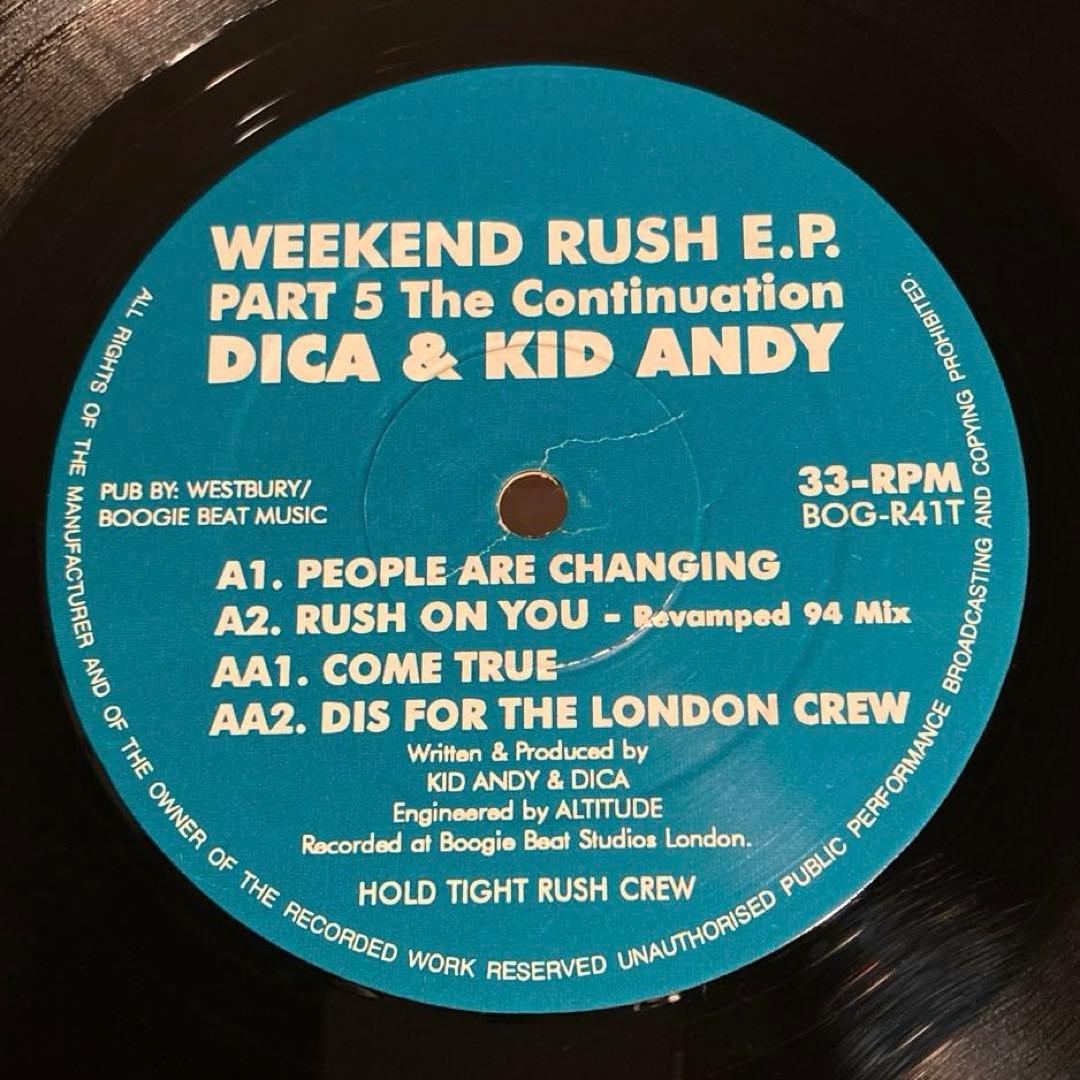 WEEKEND RUSH E.P.
PART 5 The Continuation
DICA & KID ANDY
PUB BY: WESTBURY/
BOOGIE BEAT MUSIC
33-RPM
BOG-R41T
A1. PEOPLE ARE CHANGING
A2. RUSH ON YOU - Revamped 94 Mix
AA1. COME TRUE
AA2. DIS FOR THE LONDON CREW
Written & Produced by
KID ANDY & DICA
Engineered by ALTITUDE
Recorded at Boogie Beat Studios London.
HOLD TIGHT RUSH CREW
ALL RIGHTS OF THE MANUFACTURER AND OF THE OWNER OF THE RECORDED WORK RESERVED UNAUTHORISED PUBLIC PERFORMANCE BROADCASTING AND COPYING PROHIBITED.